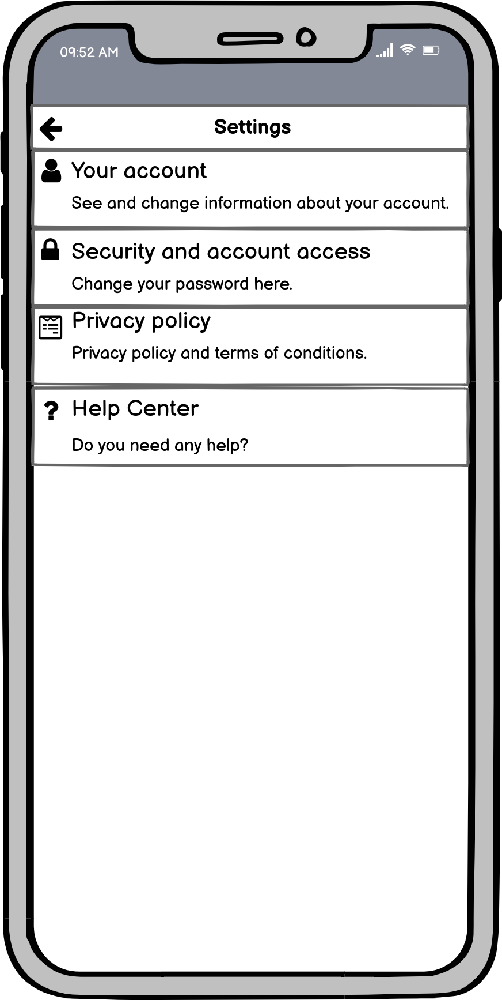 09:52 AM
Settings
Your account
See and change information about your account.
Security and account access
Change your password here.
Privacy policy
Privacy policy and terms of conditions.
Help Center
Do you need any help?